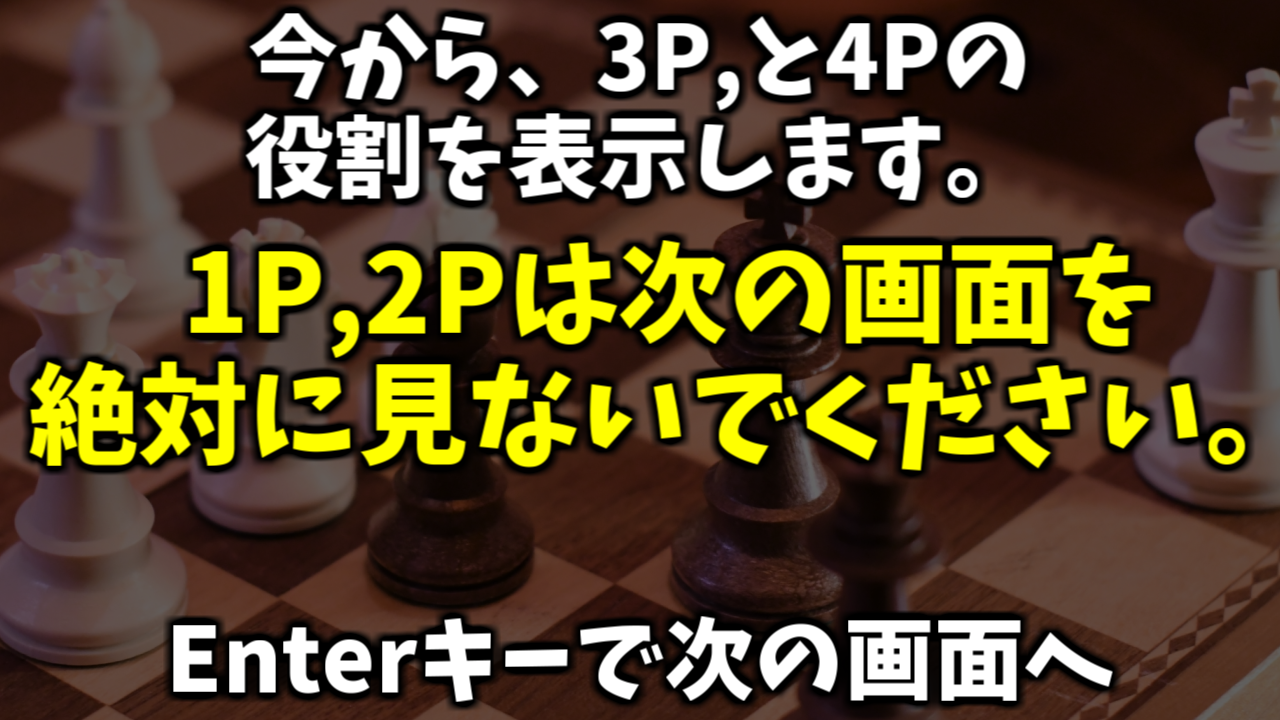 今から、3P,と4Pの
役割を表示します。
1P,2Pは次の画面を
絶対に見ないでください。
Enterキーで次の画面へ